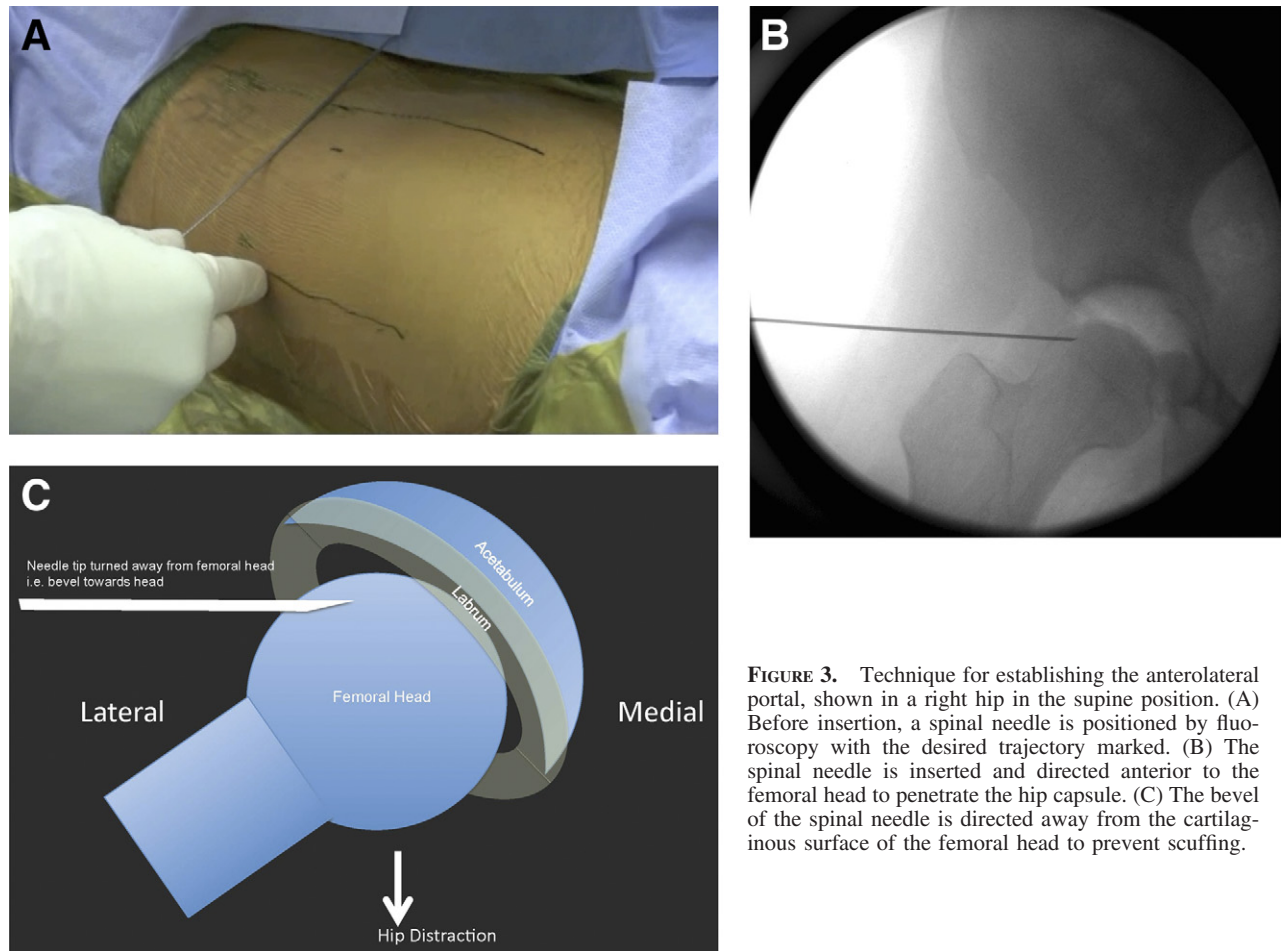 A
B
C
Needle tip turned away from femoral head
i.e. bevel towards head
Acetabulum
Labrum
Femoral Head
Lateral
Medial
Hip Distraction
FIGURE 3. Technique for establishing the anterolateral
portal, shown in a right hip in the supine position. (A)
Before insertion, a spinal needle is positioned by fluo-
roscopy with the desired trajectory marked. (B) The
spinal needle is inserted and directed anterior to the
femoral head to penetrate the hip capsule. (C) The bevel
of the spinal needle is directed away from the cartilag-
inous surface of the femoral head to prevent scuffing.